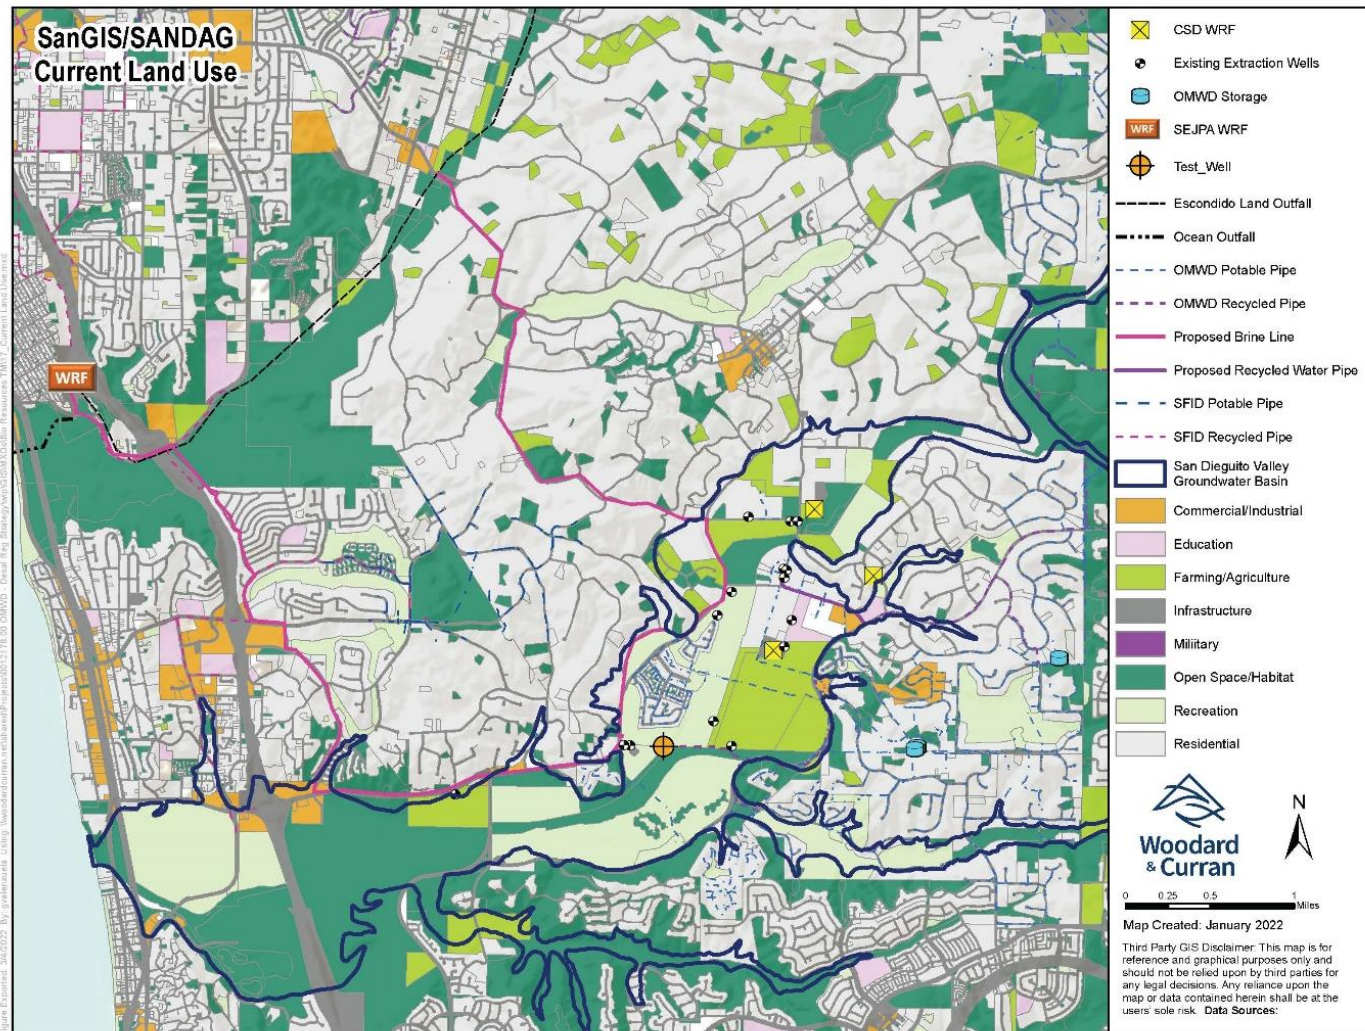 SanGIS/SANDAG
Current Land Use
WRF
CSD WRF
Existing Extraction Wells
OMWD Storage
WRF
SEJPA WRF
Test_Well
Escondido Land Outfall
Ocean Outfall
OMWD Potable Pipe
OMWD Recycled Pipe
Proposed Brine Line
Proposed Recycled Water Pipe
SFID Potable Pipe
SFID Recycled Pipe
San Dieguito Valley
Groundwater Basin
Commercial/Industrial
Education
Farming/Agriculture
Infrastructure
Military
Open Space/Habitat
Recreation
Residential
Woodard
& Curran
N
0 0.25 0.5 1
Miles
Map Created: January 2022
Third Party GIS Disclaimer: This map is for
reference and graphical purposes only and
should not be relied upon by third parties for
any legal decisions. Any reliance upon the
map or data contained herein shall be at the
users' sole risk. Data Sources: